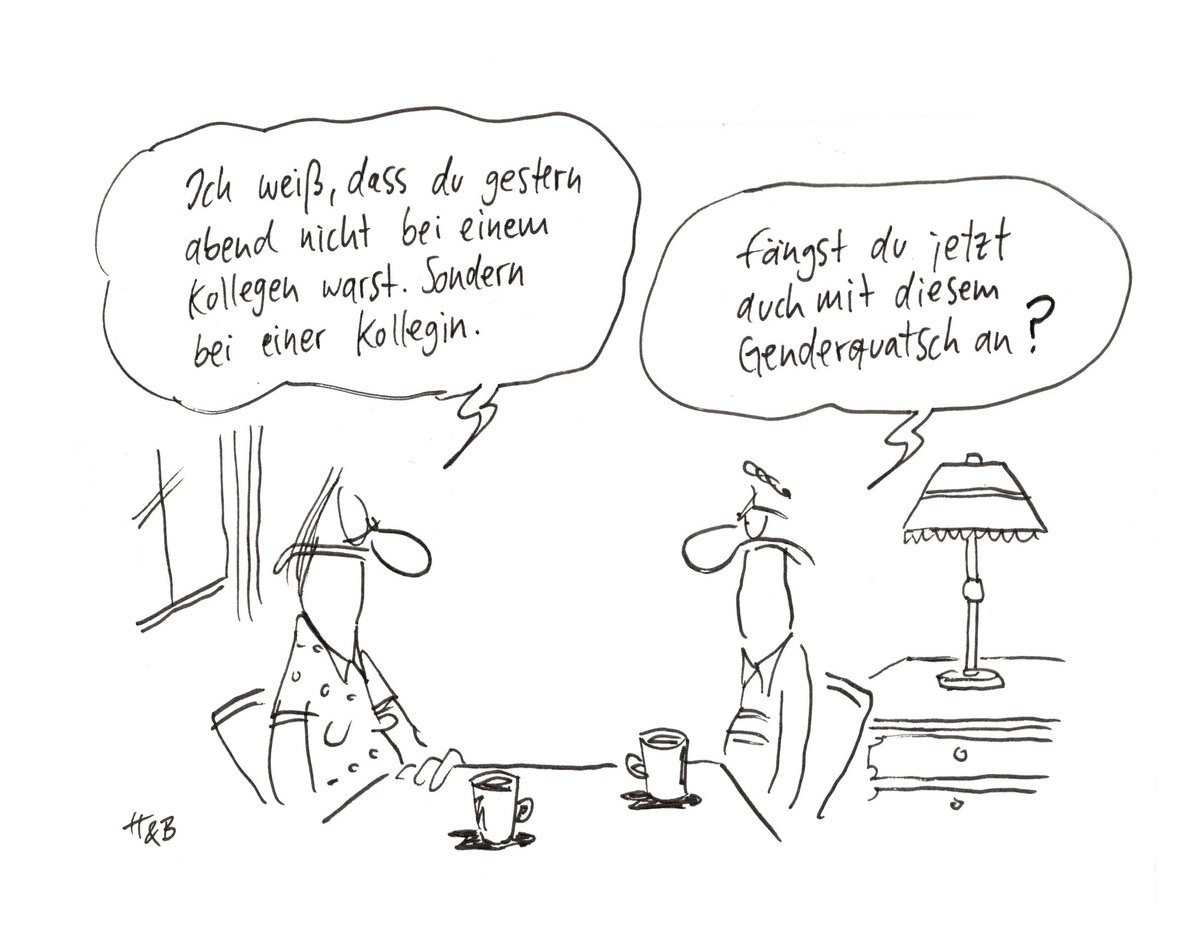 Ich weiß, dass du gestern
abend nicht bei einem
Kollegen warst. Sondern
bei einer Kollegin.
Fängst du jetzt
auch mit diesem
Genderquatsch an?
H&B